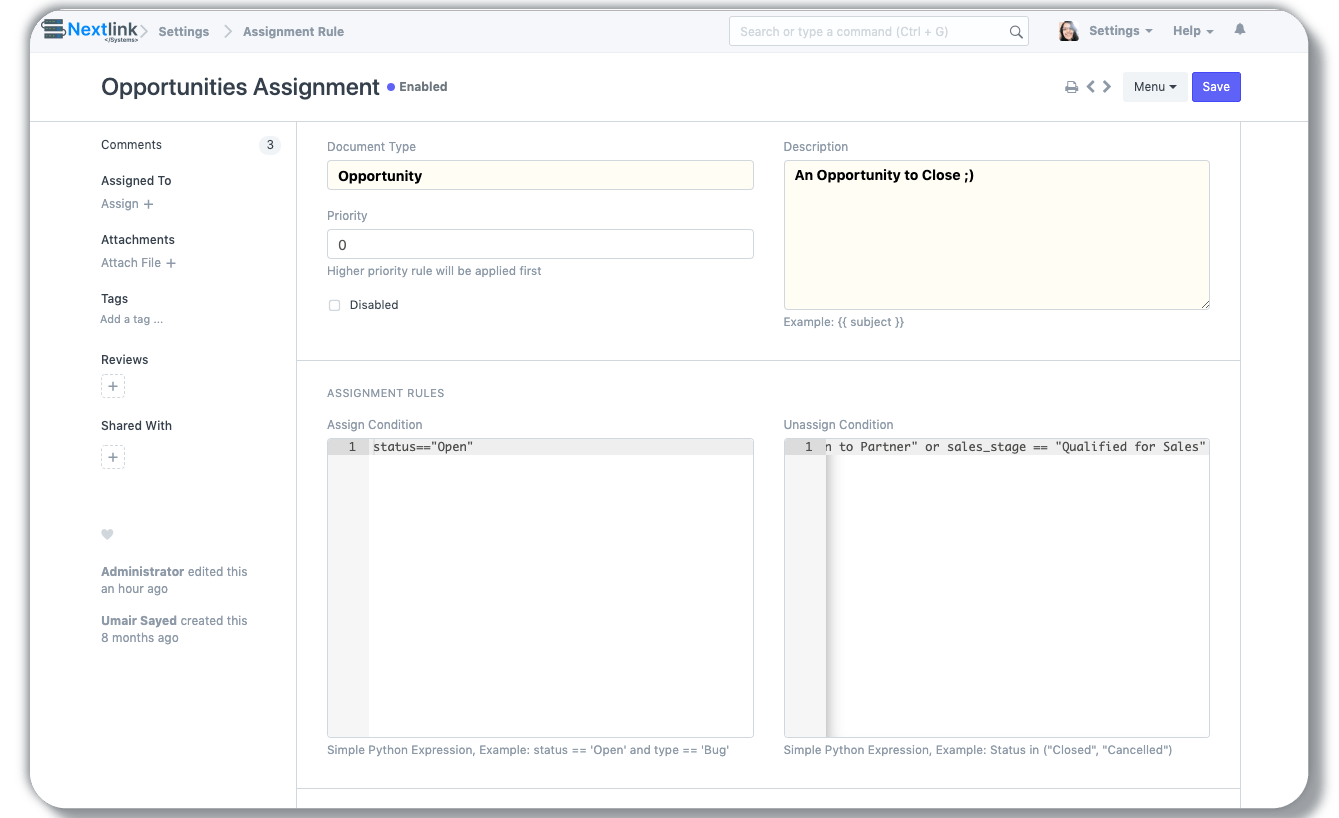 Nextlink
</Systems>
Settings
Assignment Rule
Search or type a command (Ctrl + G)
Settings
Help
Opportunities Assignment
Enabled
Menu
Save
Comments
3
Assigned To
Assign +
Attachments
Attach File +
Tags
Add a tag ...
Reviews
+
Shared With
+
Administrator edited this
an hour ago
Umair Sayed created this
8 months ago
Document Type
Opportunity
Priority
0
Higher priority rule will be applied first
Disabled
Description
An Opportunity to Close ;)
Example: {{ subject }}
ASSIGNMENT RULES
Assign Condition
1 status=="Open"
Simple Python Expression, Example: status == 'Open' and type == 'Bug'
Unassign Condition
1 n to Partner" or sales_stage == "Qualified for Sales"
Simple Python Expression, Example: Status in ("Closed", "Cancelled")